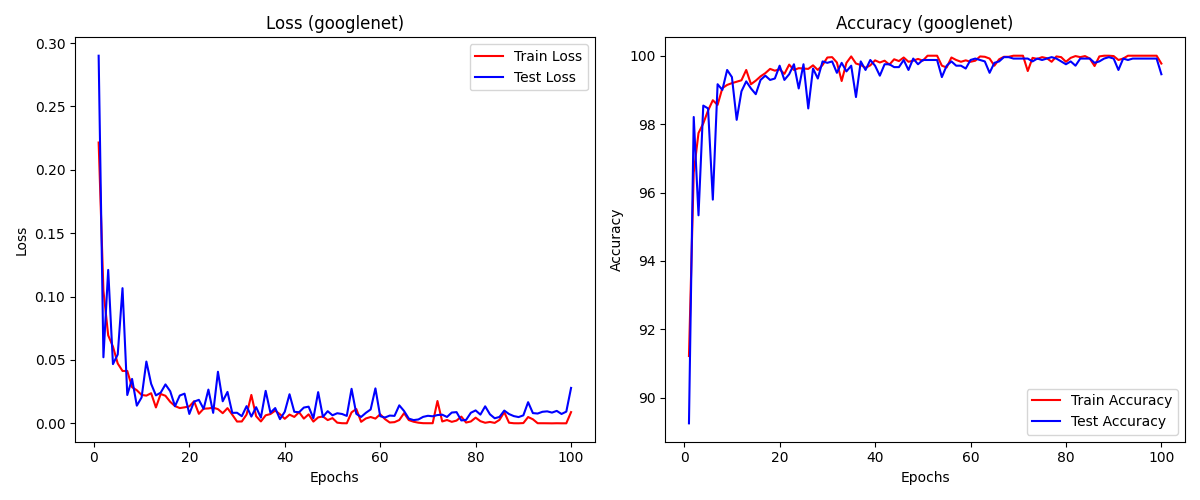 Loss (googlenet)
0.30
0.25
0.20
0.15
0.10
0.05
0.00
Loss
0 20 40 60 80 100
Epochs
Train Loss
Test Loss
Accuracy (googlenet)
100
98
96
94
92
90
Accuracy
0 20 40 60 80 100
Epochs
Train Accuracy
Test Accuracy